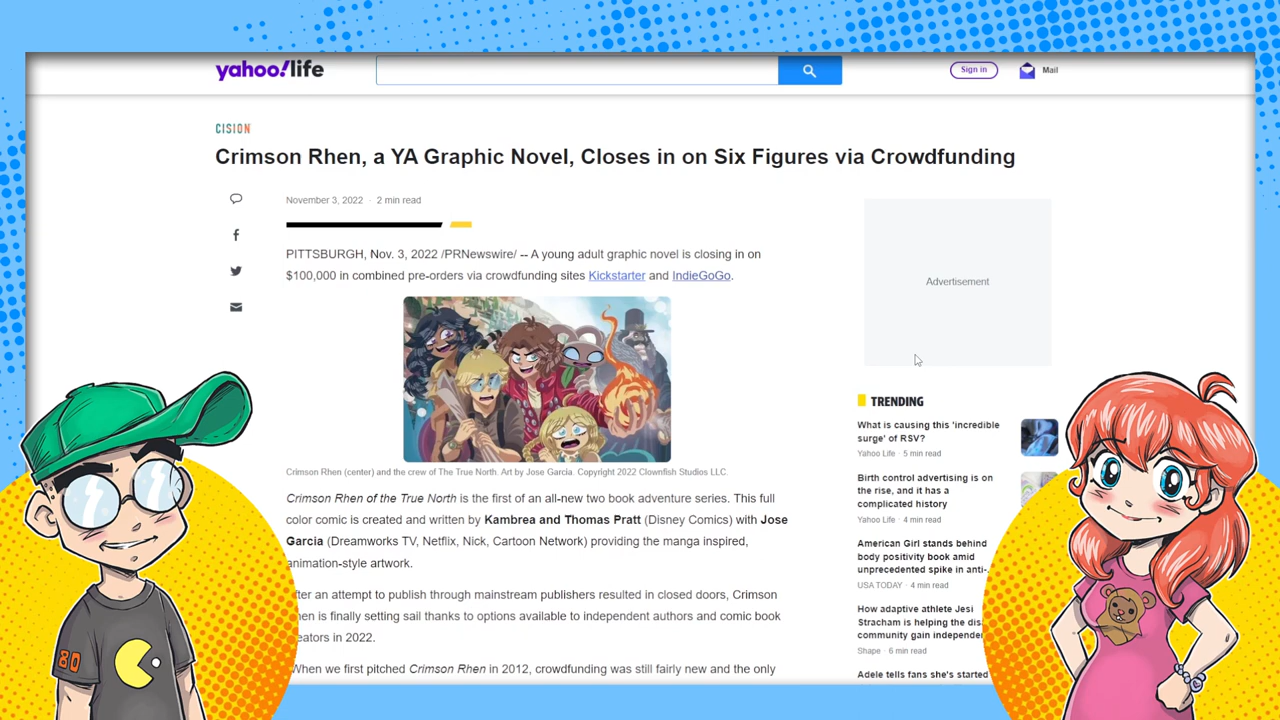 yahoo!life
Sign in
Mail
CISION
Crimson Rhen, a YA Graphic Novel, Closes in on Six Figures via Crowdfunding
November 3, 2022 · 2 min read
PITTSBURGH, Nov. 3, 2022 /PRNewswire/ -- A young adult graphic novel is closing in on
$100,000 in combined pre-orders via crowdfunding sites Kickstarter and IndieGoGo.
Advertisement
Crimson Rhen (center) and the crew of The True North. Art by Jose Garcia. Copyright 2022 Clownfish Studios LLC.
Crimson Rhen of the True North is the first of an all-new two book adventure series. This full
color comic is created and written by Kambrea and Thomas Pratt (Disney Comics) with Jose
Garcia (Dreamworks TV, Netflix, Nick, Cartoon Network) providing the manga inspired,
animation-style artwork.
fter an attempt to publish through mainstream publishers resulted in closed doors, Crimson
hen is finally setting sail thanks to options available to independent authors and comic book
eators in 2022.
When we first pitched Crimson Rhen in 2012, crowdfunding was still fairly new and the only
TRENDING
What is causing this 'incredible
surge' of RSV?
Yahoo Life · 5 min read
Birth control advertising is on
the rise, and it has a
complicated history
Yahoo Life · 4 min read
American Girl stands behind
body positivity book amid
unprecedented spike in anti-..
USA TODAY · 4 min read
How adaptive athlete Jesi
Stracham is helping the dis
community gain independe
Shape · 6 min read
Adele tells fans she's started
80